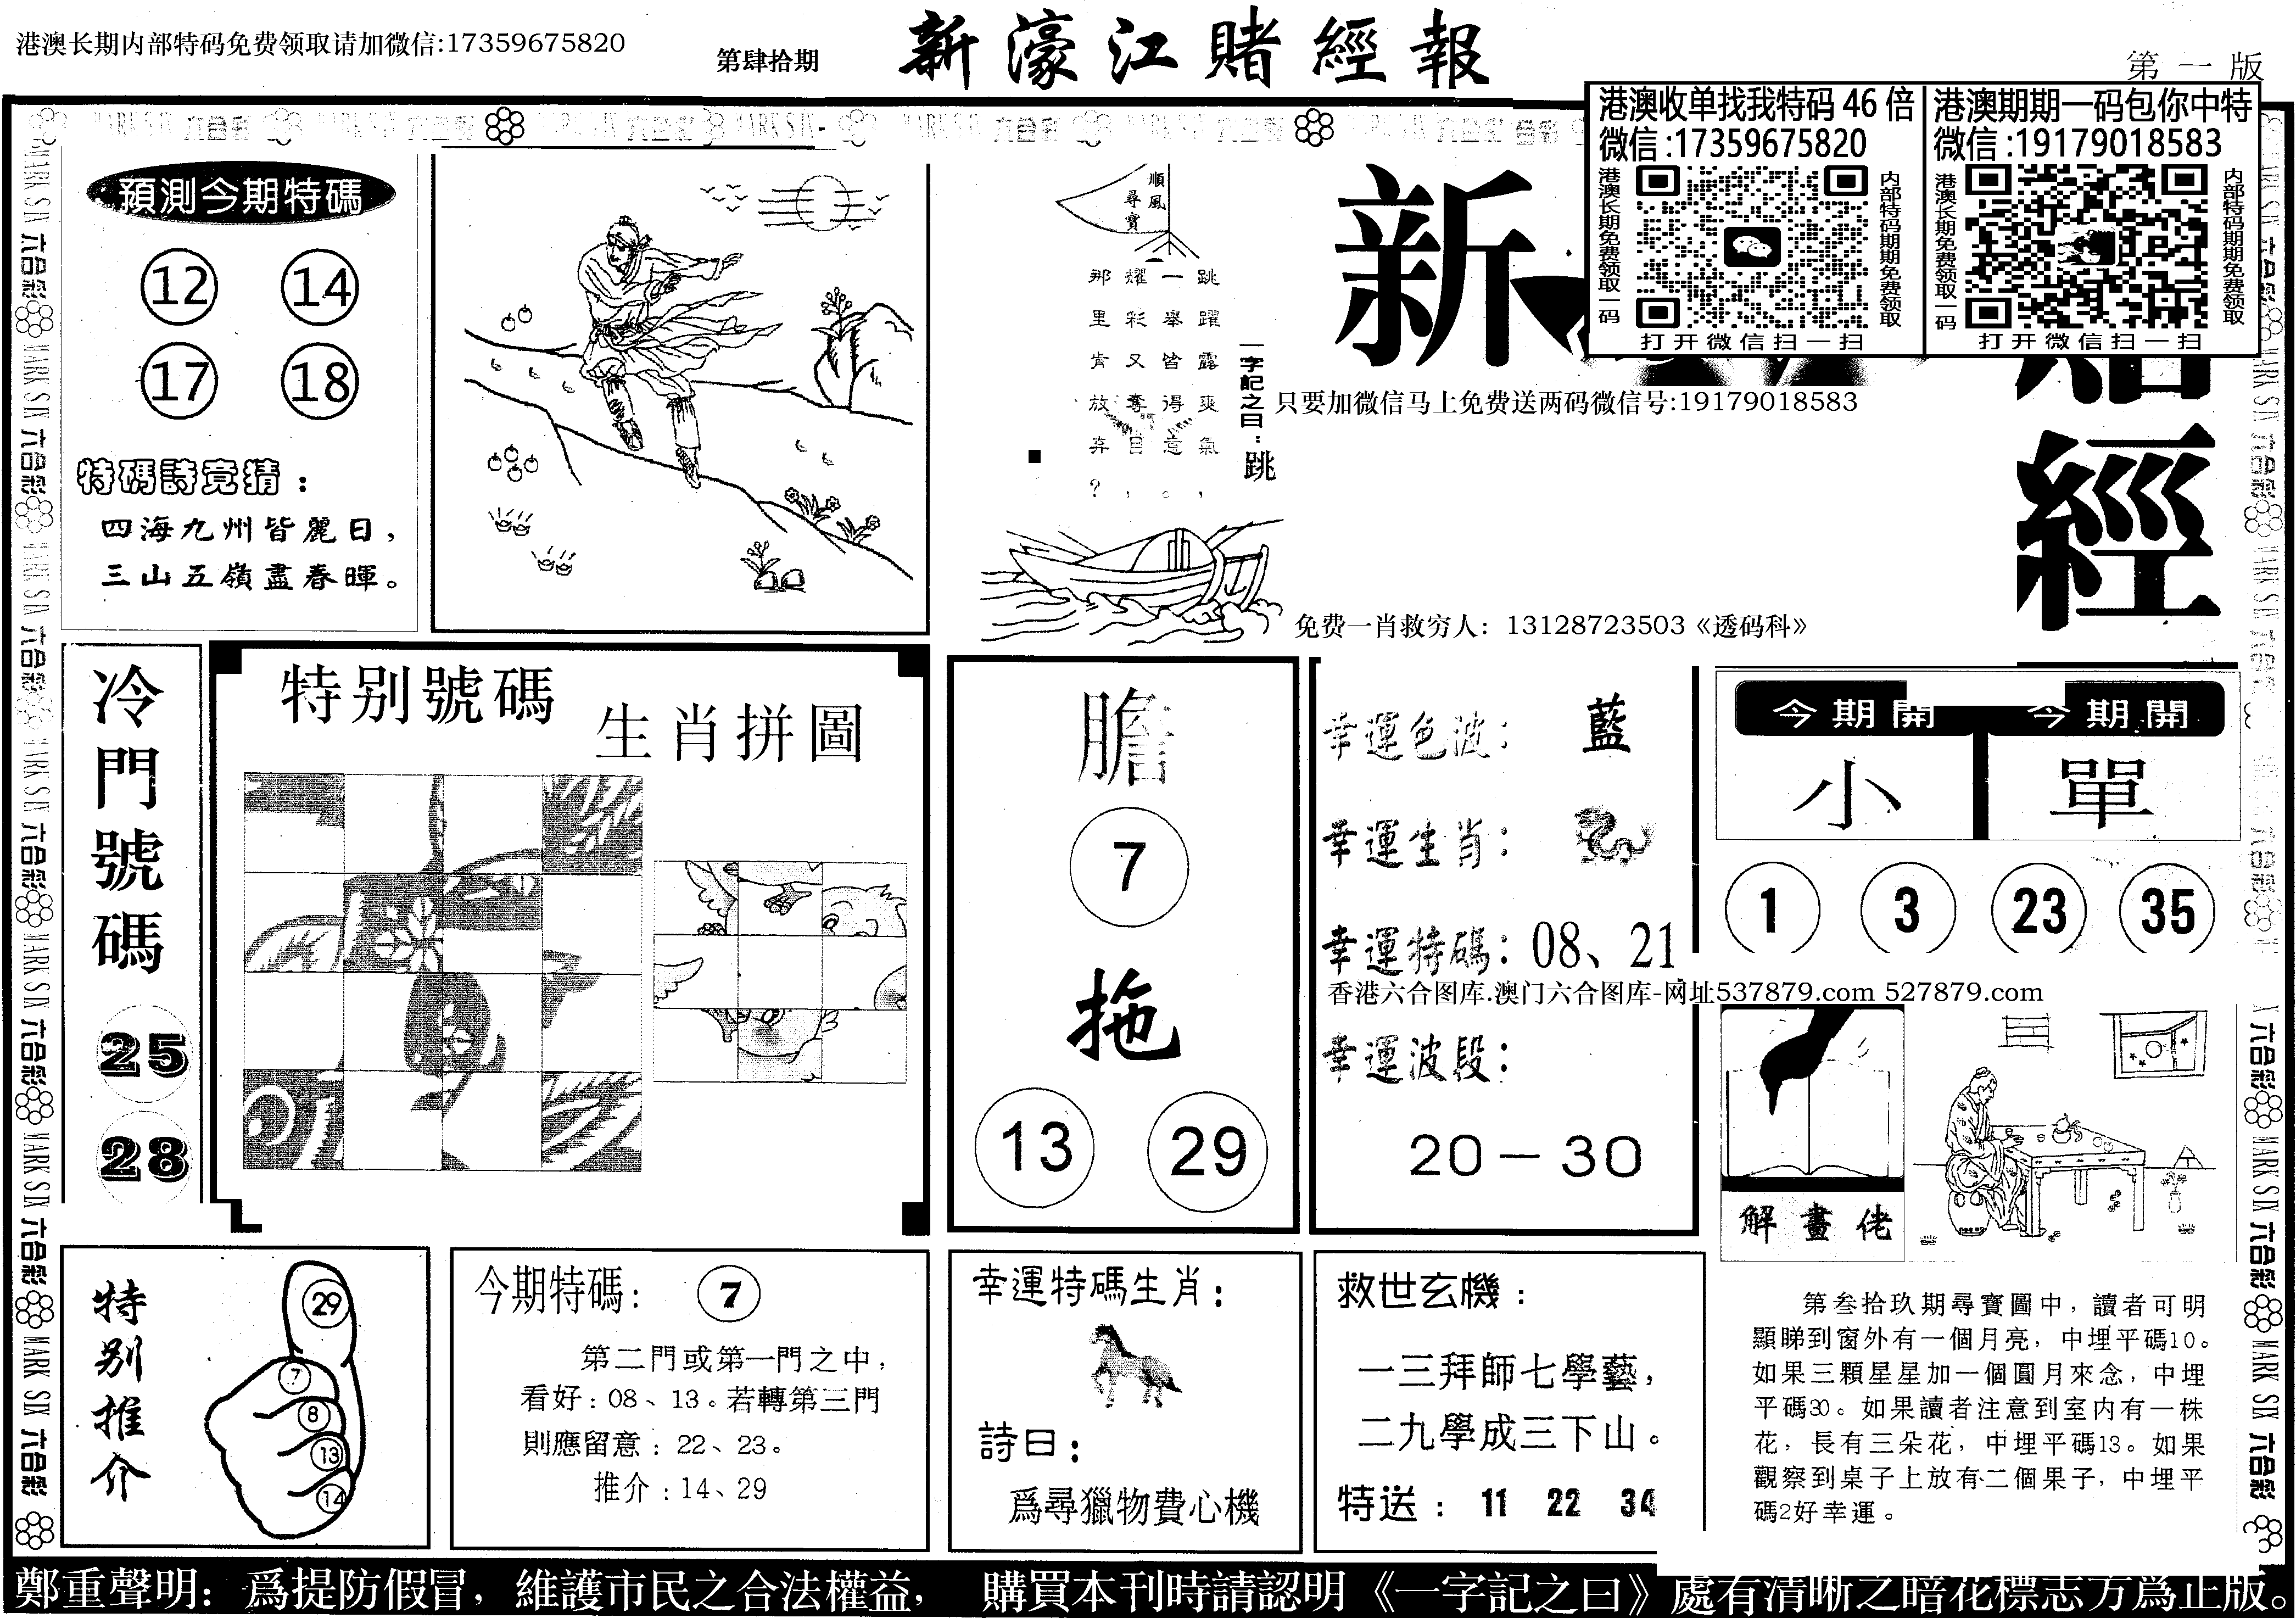 港澳长期内部特码免费领取请加微信:17359675820
第肆拾期
新濠江賭經報
第一版
港澳收单找我特码 46 倍
微信:17359675820
港澳长期免费领取一码
内部特码期期免费领取
打开微信扫一扫
港澳期期一码包你中特
微信:19179018583
港澳长期免费领取一码
内部特码期期免费领取
打开微信扫一扫
預測今期特碼
12 14
17 18
特碼詩竞猜：
四海九州皆麗日，
三山五嶺盡春暉。
順風
尋寶
一字記之曰：跳
跳躍露爽氣，
一舉皆得意。
耀彩又奪目，
那里肯放弃？
新
經
只要加微信马上免费送两码微信号:19179018583
免费一肖救穷人：13128723503《透码科》
冷門號碼
25
28
特别號碼
生肖拼圖
膽
7
拖
13 29
幸運色波：藍
幸運生肖：
幸運特碼：08、21
香港六合图库.澳门六合图库-网址537879.com 527879.com
幸運波段：
20－30
今期開 今期開
小 單
1 3 23 35
解畫佬
第叁拾玖期尋寶圖中，讀者可明
顯睇到窗外有一個月亮，中埋平碼10。
如果三顆星星加一個圓月來念，中埋
平碼30。如果讀者注意到室内有一株
花，長有三朵花，中埋平碼13。如果
觀察到桌子上放有二個果子，中埋平
碼2好幸運。
特别推介
29
7
8
13
14
今期特碼：7
第二門或第一門之中，
看好：08、13。若轉第三門
則應留意：22、23。
推介：14、29
幸運特碼生肖：
詩曰：
爲尋獵物費心機
救世玄機：
一三拜師七學藝，
二九學成三下山。
特送：11 22 34
鄭重聲明：爲提防假冒，維護市民之合法權益，購買本刊時請認明《一字記之曰》處有清晰之暗花標志方爲正版。